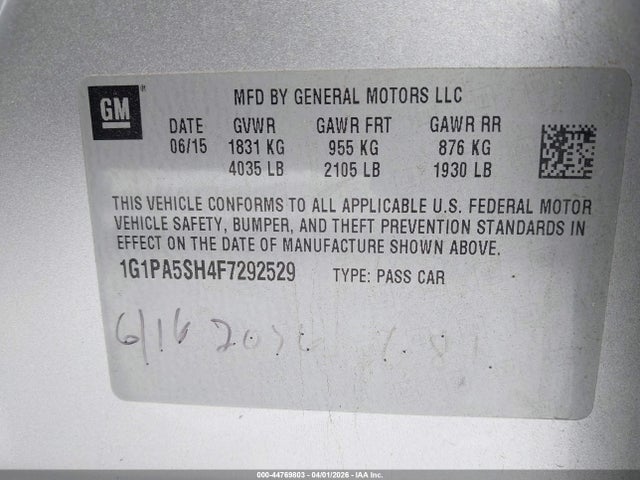 GM
MFD BY GENERAL MOTORS LLC
DATE GVWR GAWR FRT GAWR RR
06/15 1831 KG 955 KG 876 KG
4035 LB 2105 LB 1930 LB
THIS VEHICLE CONFORMS TO ALL APPLICABLE U.S. FEDERAL MOTOR
VEHICLE SAFETY, BUMPER, AND THEFT PREVENTION STANDARDS IN
EFFECT ON THE DATE OF MANUFACTURE SHOWN ABOVE.
1G1PA5SH4F7292529 TYPE: PASS CAR
6/16
000-44769803 | 04/01/2026 - IAA Inc.